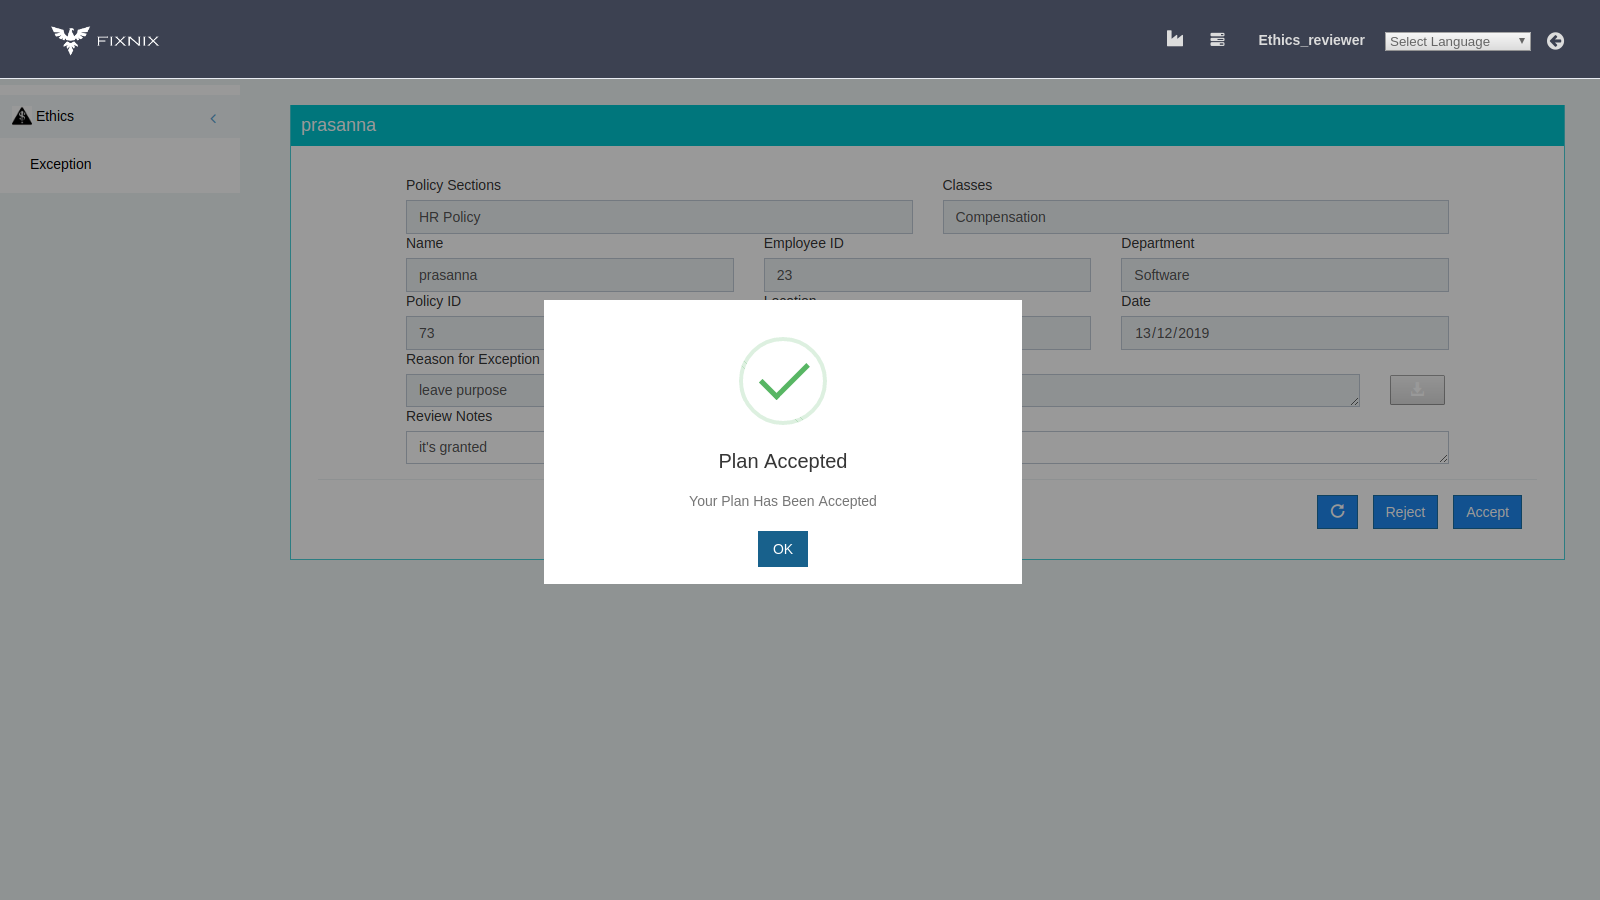 FIXNIX
Ethics_reviewer
Select Language
Ethics
Exception
prasanna
Policy Sections
Classes
HR Policy
Compensation
Name
Employee ID
Department
prasanna
23
Software
Policy ID
Location
Date
73
13/12/2019
Reason for Exception
leave purpose
Review Notes
it's granted
Plan Accepted
Your Plan Has Been Accepted
OK
Reject
Accept